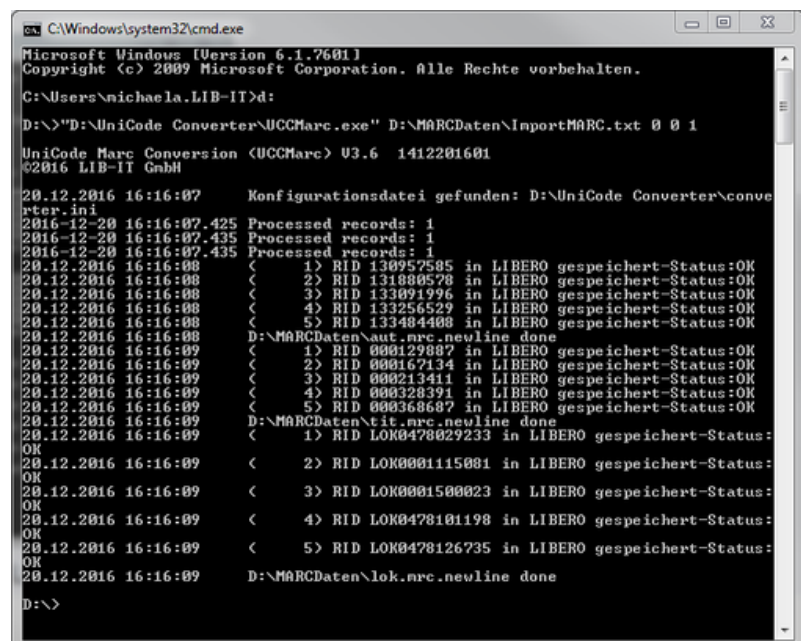 C:\Windows\system32\cmd.exe
Microsoft Windows [Version 6.1.7601]
Copyright (c) 2009 Microsoft Corporation. Alle Rechte vorbehalten.
C:\Users\michaela.LIB-IT>d:
D:\>"D:\UniCode Converter\UCCMarc.exe" D:\MARCDaten\ImportMARC.txt 0 0 1
UniCode Marc Conversion (UCCMarc) V3.6 1412201601
©2016 LIB-IT GmbH
20.12.2016 16:16:07 Konfigurationsdatei gefunden: D:\UniCode Converter\conve
rter.ini
2016-12-20 16:16:07.425 Processed records: 1
2016-12-20 16:16:07.435 Processed records: 1
2016-12-20 16:16:07.435 Processed records: 1
20.12.2016 16:16:08 ( 1) RID 130957585 in LIBERO gespeichert-Status:OK
20.12.2016 16:16:08 ( 2) RID 131880578 in LIBERO gespeichert-Status:OK
20.12.2016 16:16:08 ( 3) RID 133091996 in LIBERO gespeichert-Status:OK
20.12.2016 16:16:08 ( 4) RID 133256529 in LIBERO gespeichert-Status:OK
20.12.2016 16:16:08 ( 5) RID 133484408 in LIBERO gespeichert-Status:OK
20.12.2016 16:16:08 D:\MARCDaten\aut.mrc.newline done
20.12.2016 16:16:09 ( 1) RID 000129887 in LIBERO gespeichert-Status:OK
20.12.2016 16:16:09 ( 2) RID 000167134 in LIBERO gespeichert-Status:OK
20.12.2016 16:16:09 ( 3) RID 000213411 in LIBERO gespeichert-Status:OK
20.12.2016 16:16:09 ( 4) RID 000328391 in LIBERO gespeichert-Status:OK
20.12.2016 16:16:09 ( 5) RID 000368687 in LIBERO gespeichert-Status:OK
20.12.2016 16:16:09 D:\MARCDaten\tit.mrc.newline done
20.12.2016 16:16:09 ( 1) RID LOK0478029233 in LIBERO gespeichert-Status:
OK
20.12.2016 16:16:09 ( 2) RID LOK0001115081 in LIBERO gespeichert-Status:
OK
20.12.2016 16:16:09 ( 3) RID LOK0001500023 in LIBERO gespeichert-Status:
OK
20.12.2016 16:16:09 ( 4) RID LOK0478101198 in LIBERO gespeichert-Status:
OK
20.12.2016 16:16:09 ( 5) RID LOK0478126735 in LIBERO gespeichert-Status:
OK
20.12.2016 16:16:09 D:\MARCDaten\lok.mrc.newline done
D:\>